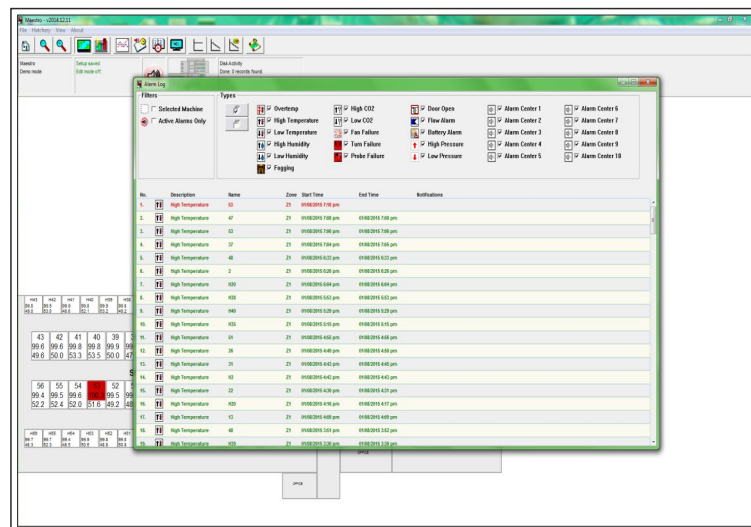 Maestro - v2014.12.11
File Hatchery View About
Maestro
Demo mode
Setup saved.
Edit mode off.
Disk Activity
Done. 0 records found.
Alarm Log
Filters
Selected Machine
Active Alarms Only
Types
Overtemp
High Temperature
Low Temperature
High Humidity
Low Humidity
Fogging
High CO2
Low CO2
Fan Failure
Turn Failure
Probe Failure
Door Open
Flow Alarm
Battery Alarm
High Pressure
Low Pressure
Alarm Center 1
Alarm Center 2
Alarm Center 3
Alarm Center 4
Alarm Center 5
Alarm Center 6
Alarm Center 7
Alarm Center 8
Alarm Center 9
Alarm Center 10
No. Description Name Zone Start Time End Time Notifications
1. High Temperature 53 Z1 01/08/2015 7:10 pm
2. High Temperature 47 Z1 01/08/2015 7:08 pm 01/08/2015 7:08 pm
3. High Temperature 53 Z1 01/08/2015 7:06 pm 01/08/2015 7:06 pm
4. High Temperature 37 Z1 01/08/2015 7:04 pm 01/08/2015 7:05 pm
5. High Temperature 48 Z1 01/08/2015 6:33 pm 01/08/2015 6:33 pm
6. High Temperature 2 Z1 01/08/2015 6:26 pm 01/08/2015 6:26 pm
7. High Temperature H39 Z1 01/08/2015 6:04 pm 01/08/2015 6:04 pm
8. High Temperature H38 Z1 01/08/2015 5:53 pm 01/08/2015 5:53 pm
9. High Temperature H40 Z1 01/08/2015 5:29 pm 01/08/2015 5:29 pm
10. High Temperature H35 Z1 01/08/2015 5:15 pm 01/08/2015 5:15 pm
11. High Temperature 51 Z1 01/08/2015 4:55 pm 01/08/2015 4:55 pm
12. High Temperature 36 Z1 01/08/2015 4:49 pm 01/08/2015 4:50 pm
13. High Temperature 31 Z1 01/08/2015 4:45 pm 01/08/2015 4:45 pm
14. High Temperature Z1 01/08/2015 4:42 pm 01/08/2015 4:43 pm
15. High Temperature 22 Z1 01/08/2015 4:30 pm 01/08/2015 4:31 pm
16. High Temperature Z1 01/08/2015 4:16 pm 01/08/2015 4:17 pm
17. High Temperature Z1 01/08/2015 4:09 pm 01/08/2015 4:09 pm
18. High Temperature 48 Z1 01/08/2015 3:51 pm 01/08/2015 3:52 pm
19. High Temperature H39 Z1 01/08/2015 3:38 pm 01/08/2015 3:39 pm
H43 H42 H41 H40 H39
43 42 41 40 39
99.6 99.6 99.8 99.8 99.9
49.6 50.0 53.3 53.5 50.0
S
56 55 54 52
99.4 99.5 99.6 99.5
52.2 52.4 52.0 51.6 49.2
OFFICE
OFFICE